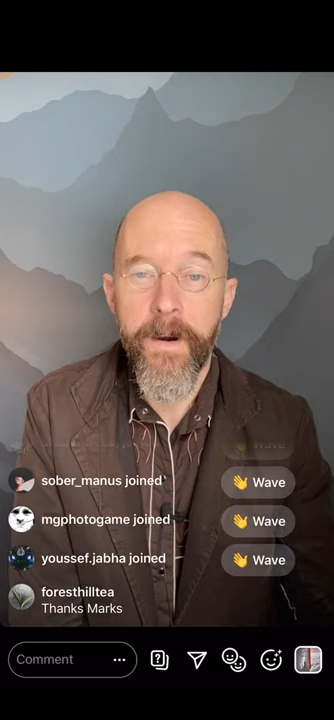 sober_manus joined
Wave
mgphotogame joined
Wave
youssef.jabha joined
Wave
foresthilltea
Thanks Marks
Comment